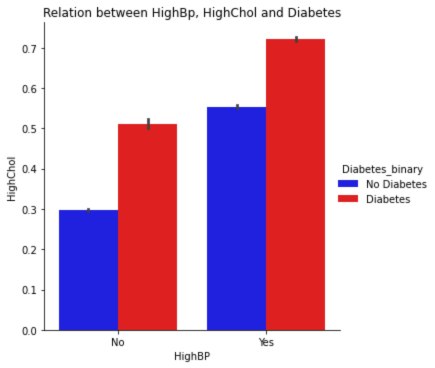 Relation between HighBp, HighChol and Diabetes
0.7
0.6
0.5
0.4
0.3
0.2
0.1
0.0
HighChol
No
Yes
HighBP
Diabetes_binary
No Diabetes
Diabetes